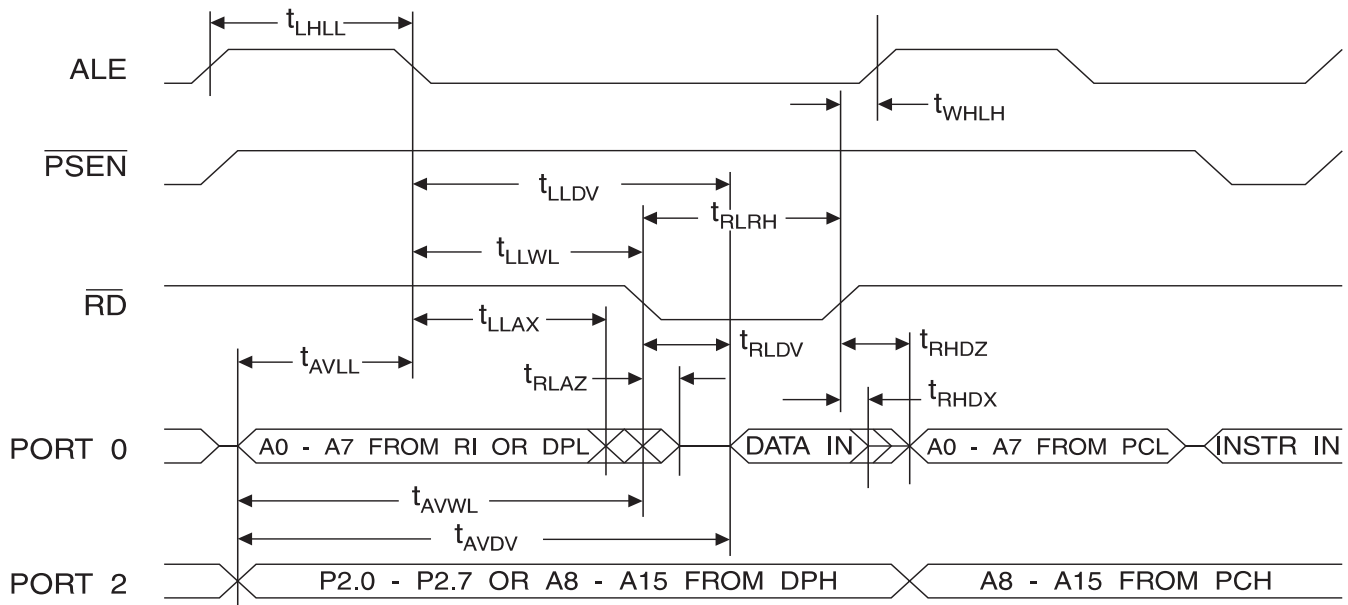 tLHLL
ALE
tWHLH
PSEN
tLLDV
tRLRH
tLLWL
RD
tLLAX
tRLDV
tRHDZ
tAVLL
tRLAZ
tRHDX
PORT 0
A0 - A7 FROM RI OR DPL
DATA IN
A0 - A7 FROM PCL
INSTR IN
tAVWL
tAVDV
PORT 2
P2.0 - P2.7 OR A8 - A15 FROM DPH
A8 - A15 FROM PCH